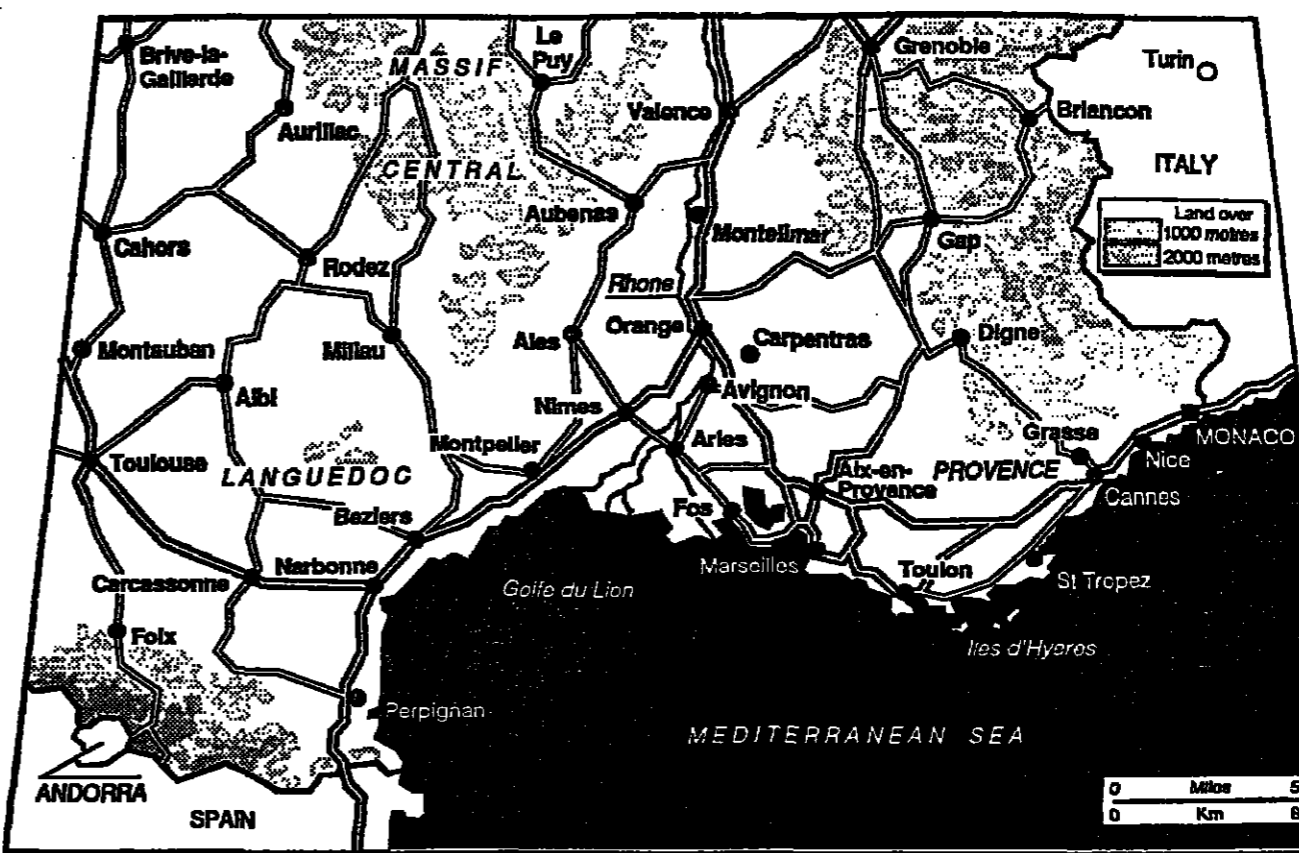 Brive-la-
Gaillarde
MASSIF
Le
Puy
Grenoble
Turin
Valence
Briancon
Aurillac
CENTRAL
ITALY
Aubenas
Land over
1000 metres
2000 metres
Cahors
Montelimar
Gap
Rodez
Rhone
Orange
Carpentras
Digne
Montauban
Millau
Ales
Albi
Avignon
Nimes
Montpelier
Arles
Grasse
MONACO
Toulouse
LANGUEDOC
Aix-en-
Provence
PROVENCE
Nice
Cannes
Beziers
Fos
Carcassonne
Narbonne
Marseilles
Toulon
St Tropez
Golfe du Lion
Foix
Iles d'Hyeres
Perpignan
MEDITERRANEAN SEA
ANDORRA
SPAIN
0 Miles 5
0 Km 8